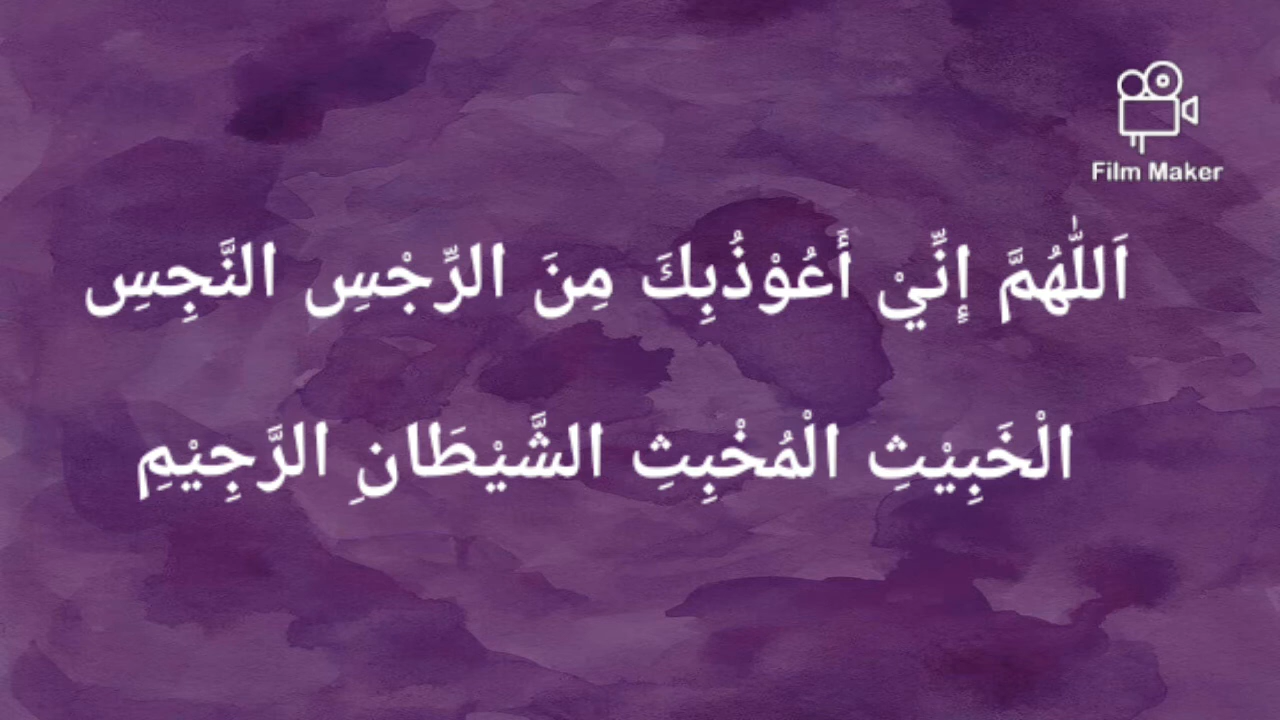 Film Maker
اَللّٰهُمَّ إِنِّيْ أَعُوْذُبِكَ مِنَ الرِّجْسِ النَّجِسِ
الْخَبِيْثِ الْمُخْبِثِ الشَّيْطَانِ الرَّجِيْمِ